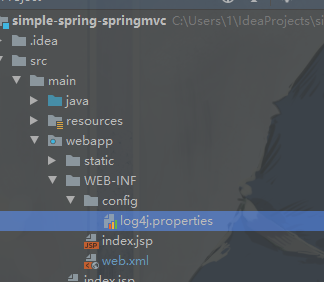 simple-spring-springmvc C:\Users\1\IdeaProjects\si
.idea
src
main
java
resources
webapp
static
WEB-INF
config
log4j.properties
index.jsp
web.xml
index.jsp